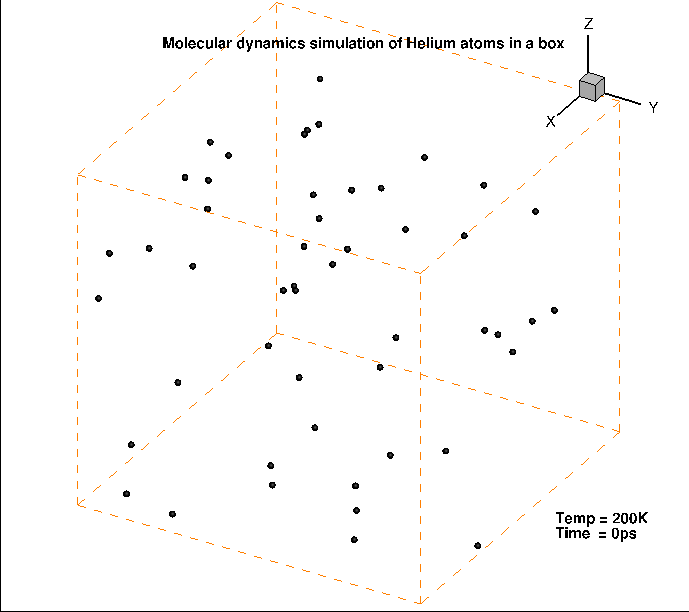 Molecular dynamics simulation of Helium atoms in a box
Z
Y
X
Temp = 200K
Time = 0ps